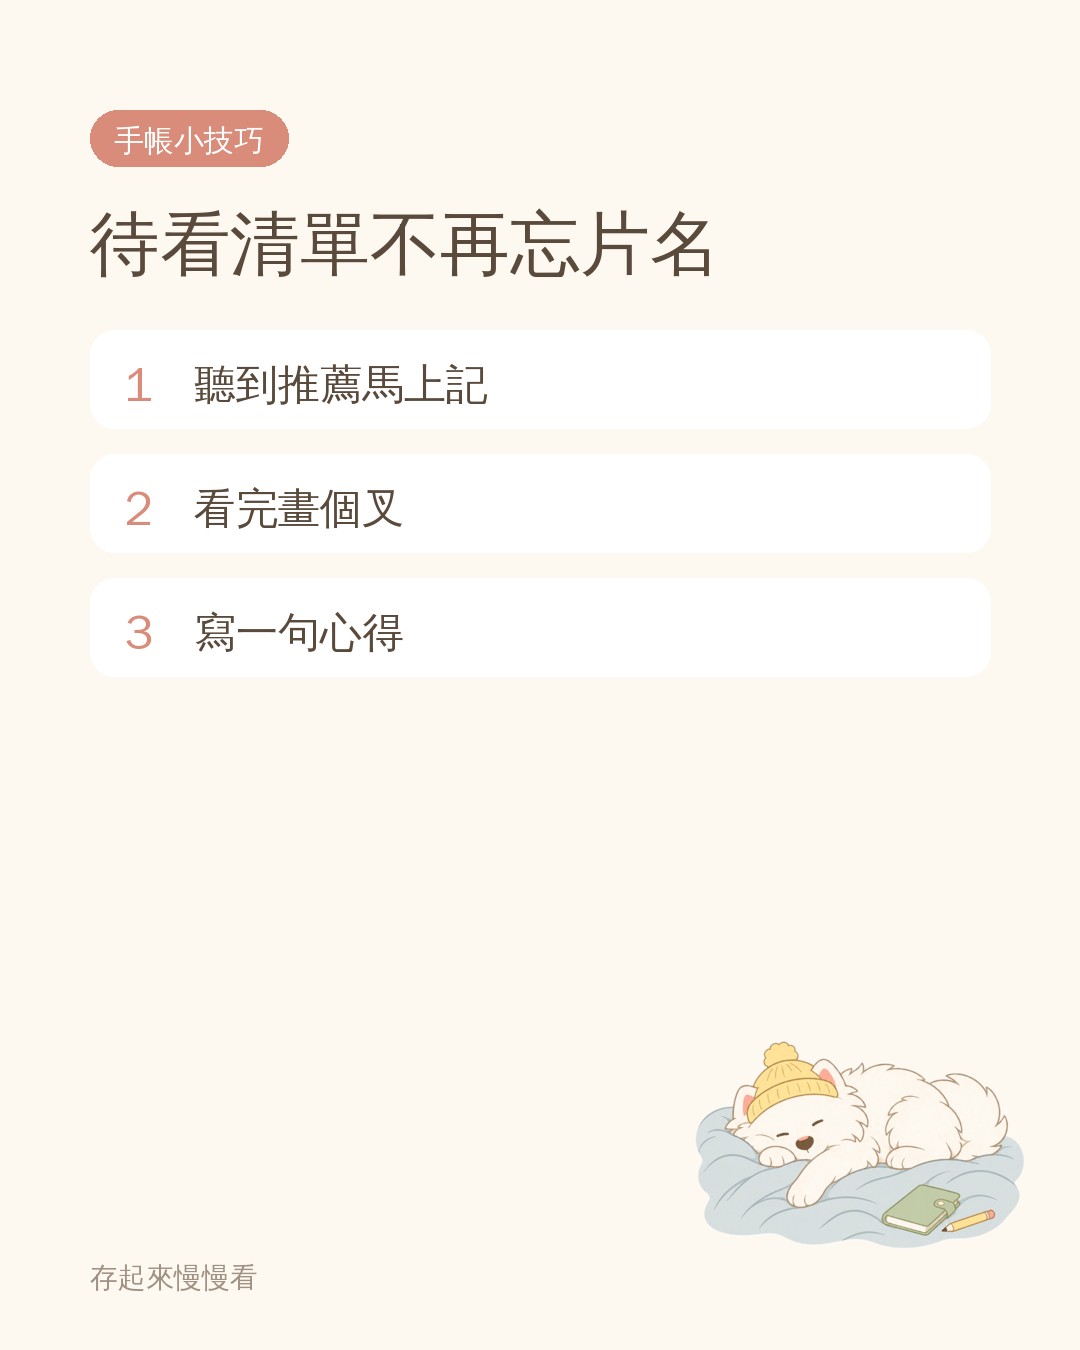 手帳小技巧
待看清單不再忘片名
1 聽到推薦馬上記
2 看完畫個叉
3 寫一句心得
存起來慢慢看